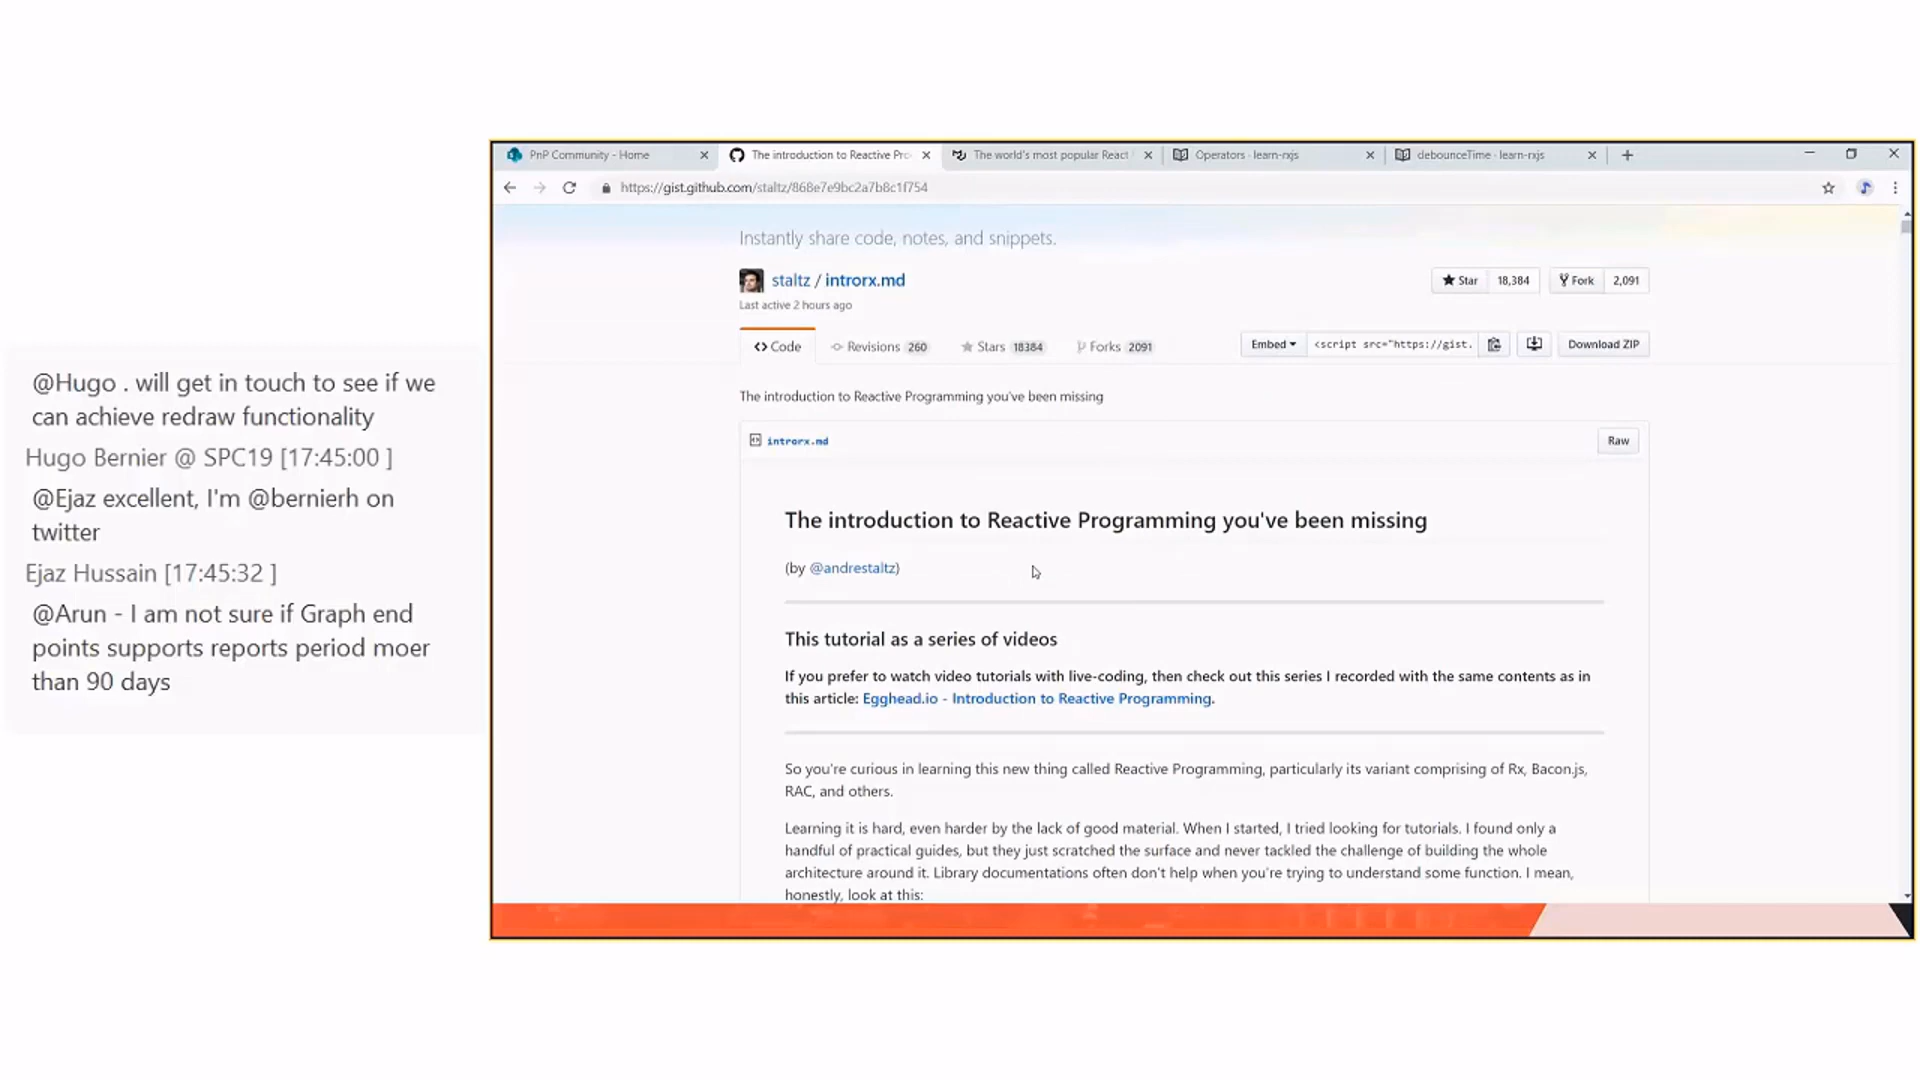 @Hugo . will get in touch to see if we
can achieve redraw functionality
Hugo Bernier @ SPC19 [17:45:00 ]
@Ejaz excellent, I'm @bernierh on
twitter
Ejaz Hussain [17:45:32 ]
@Arun - I am not sure if Graph end
points supports reports period moer
than 90 days
PnP Community - Home
The introduction to Reactive Pro
The world's most popular React
Operators - learn-rxjs
debounceTime - learn-rxjs
https://gist.github.com/staltz/868e7e9bc2a7b8c1f754
Instantly share code, notes, and snippets.
staltz / introrx.md
Star 18,384 Fork 2,091
Last active 2 hours ago
<> Code Revisions 260 Stars 18384 Forks 2091
Embed <script src="https://gist. Download ZIP
The introduction to Reactive Programming you've been missing
introrx.md
Raw
The introduction to Reactive Programming you've been missing
(by @andrestaltz)
This tutorial as a series of videos
If you prefer to watch video tutorials with live-coding, then check out this series I recorded with the same contents as in
this article: Egghead.io - Introduction to Reactive Programming.
So you're curious in learning this new thing called Reactive Programming, particularly its variant comprising of Rx, Bacon.js,
RAC, and others.
Learning it is hard, even harder by the lack of good material. When I started, I tried looking for tutorials. I found only a
handful of practical guides, but they just scratched the surface and never tackled the challenge of building the whole
architecture around it. Library documentations often don't help when you're trying to understand some function. I mean,
honestly, look at this: